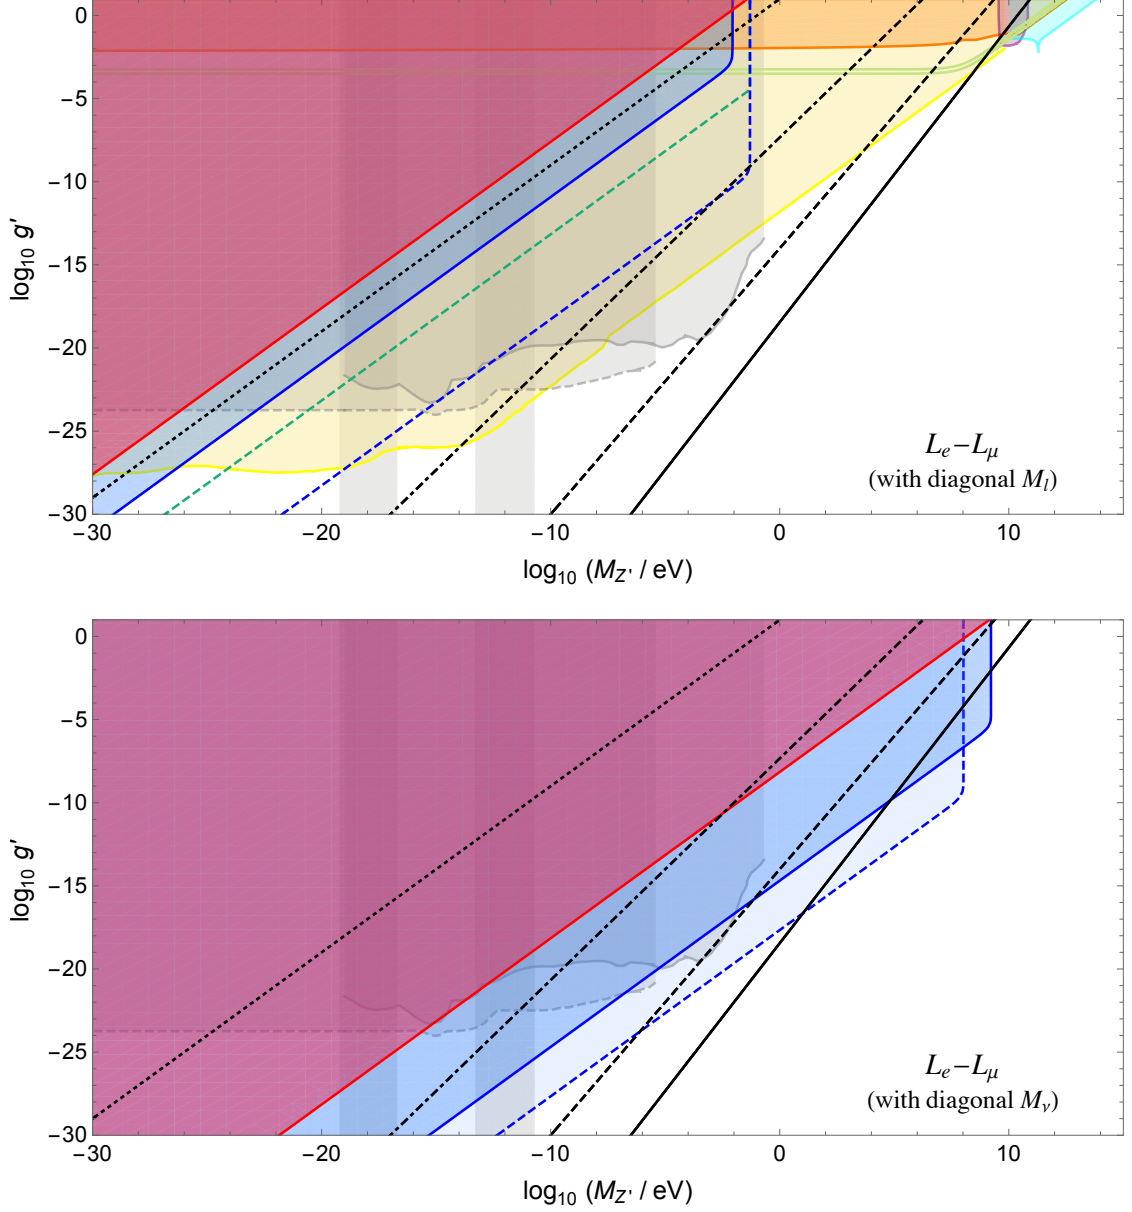 0
−5
−10
−15
−20
−25
−30
log₁₀ g′
Lₑ−L_μ
(with diagonal M_l)
−30 −20 −10 0 10
log₁₀ (M_Z' / eV)
0
−5
−10
−15
−20
−25
−30
log₁₀ g′
Lₑ−L_μ
(with diagonal M_ν)
−30 −20 −10 0 10
log₁₀ (M_Z' / eV)